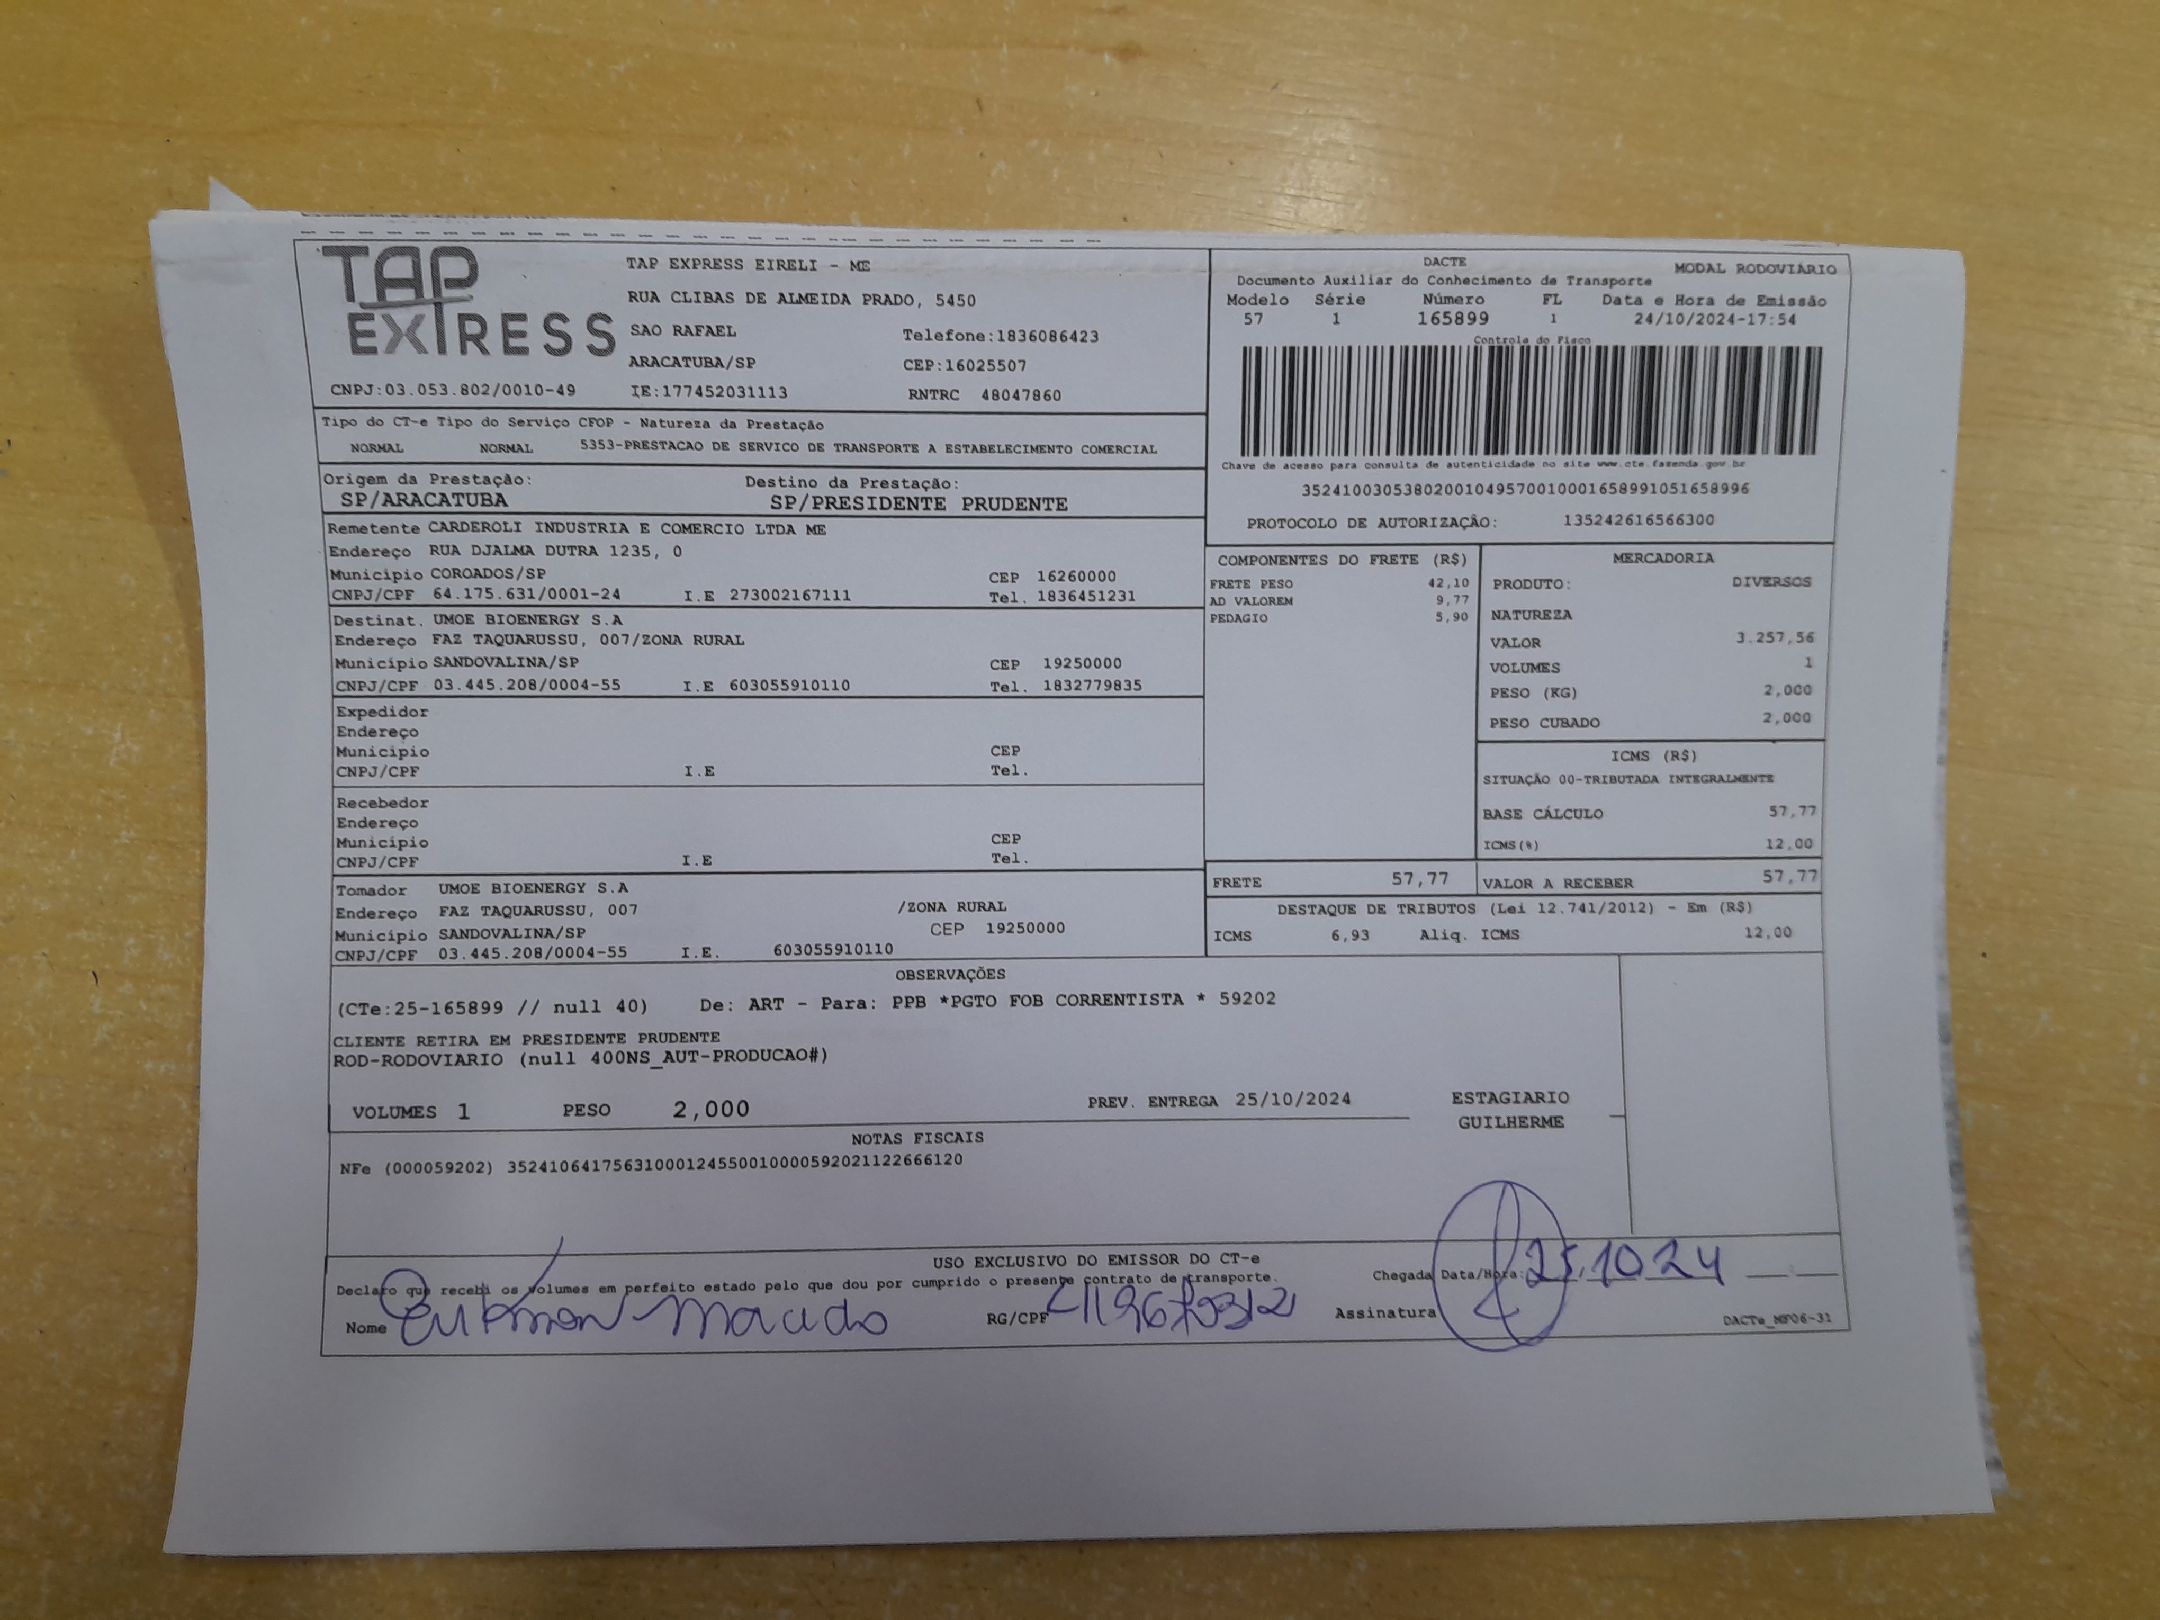 TAP
EXPRESS
TAP EXPRESS EIRELI - ME
RUA CLIBAS DE ALMEIDA PRADO, 5450
SAO RAFAEL Telefone:1836086423
ARACATUBA/SP CEP:16025507
CNPJ:03.053.802/0010-49 IE:177452031113 RNTRC 48047860
DACTE
MODAL RODOVIÁRIO
Documento Auxiliar do Conhecimento de Transporte
Modelo Série Número FL Data e Hora de Emissão
57 1 165899 1 24/10/2024-17:54
Controle do Fisco
Chave de acesso para consulta de autenticidade no site www.cte.fazenda.gov.br
35241003053802001049570010001658991051658996
PROTOCOLO DE AUTORIZAÇÃO: 135242616566300
Tipo do CT-e Tipo do Serviço CFOP - Natureza da Prestação
NORMAL NORMAL 5353-PRESTACAO DE SERVICO DE TRANSPORTE A ESTABELECIMENTO COMERCIAL
Origem da Prestação: Destino da Prestação:
SP/ARACATUBA SP/PRESIDENTE PRUDENTE
Remetente CARDEROLI INDUSTRIA E COMERCIO LTDA ME
Endereço RUA DJALMA DUTRA 1235, 0
Município COROADOS/SP CEP 16260000
CNPJ/CPF 64.175.631/0001-24 I.E 273002167111 Tel. 1836451231
Destinat. UMOE BIOENERGY S.A
Endereço FAZ TAQUARUSSU, 007/ZONA RURAL
Município SANDOVALINA/SP CEP 19250000
CNPJ/CPF 03.445.208/0004-55 I.E 603055910110 Tel. 1832779835
Expedidor
Endereço
Município CEP
CNPJ/CPF I.E Tel.
Recebedor
Endereço
Município CEP
CNPJ/CPF I.E Tel.
Tomador UMOE BIOENERGY S.A
Endereço FAZ TAQUARUSSU, 007 /ZONA RURAL
Município SANDOVALINA/SP CEP 19250000
CNPJ/CPF 03.445.208/0004-55 I.E. 603055910110
COMPONENTES DO FRETE (R$)
FRETE PESO 42,10
AD VALOREM 9,77
PEDAGIO 5,90
MERCADORIA
PRODUTO: DIVERSOS
NATUREZA
VALOR 3.257,56
VOLUMES 1
PESO (KG) 2,000
PESO CUBADO 2,000
ICMS (R$)
SITUAÇÃO 00-TRIBUTADA INTEGRALMENTE
BASE CÁLCULO 57,77
ICMS(%) 12,00
FRETE 57,77 VALOR A RECEBER 57,77
DESTAQUE DE TRIBUTOS (Lei 12.741/2012) - Em (R$)
ICMS 6,93 Aliq. ICMS 12,00
OBSERVAÇÕES
(CTe:25-165899 // null 40) De: ART - Para: PPB *PGTO FOB CORRENTISTA * 59202
CLIENTE RETIRA EM PRESIDENTE PRUDENTE
ROD-RODOVIARIO (null 400NS_AUT-PRODUCAO#)
VOLUMES 1 PESO 2,000 PREV. ENTREGA 25/10/2024 ESTAGIARIO
GUILHERME
NOTAS FISCAIS
NFe (000059202) 35241064175631000124550010000592021122666120
USO EXCLUSIVO DO EMISSOR DO CT-e
Declaro que recebi os volumes em perfeito estado pelo que dou por cumprido o presente contrato de transporte.
Chegada Data/Hora: 25.10 24
Nome Macedo RG/CPF Assinatura
DACTe_MF06-31